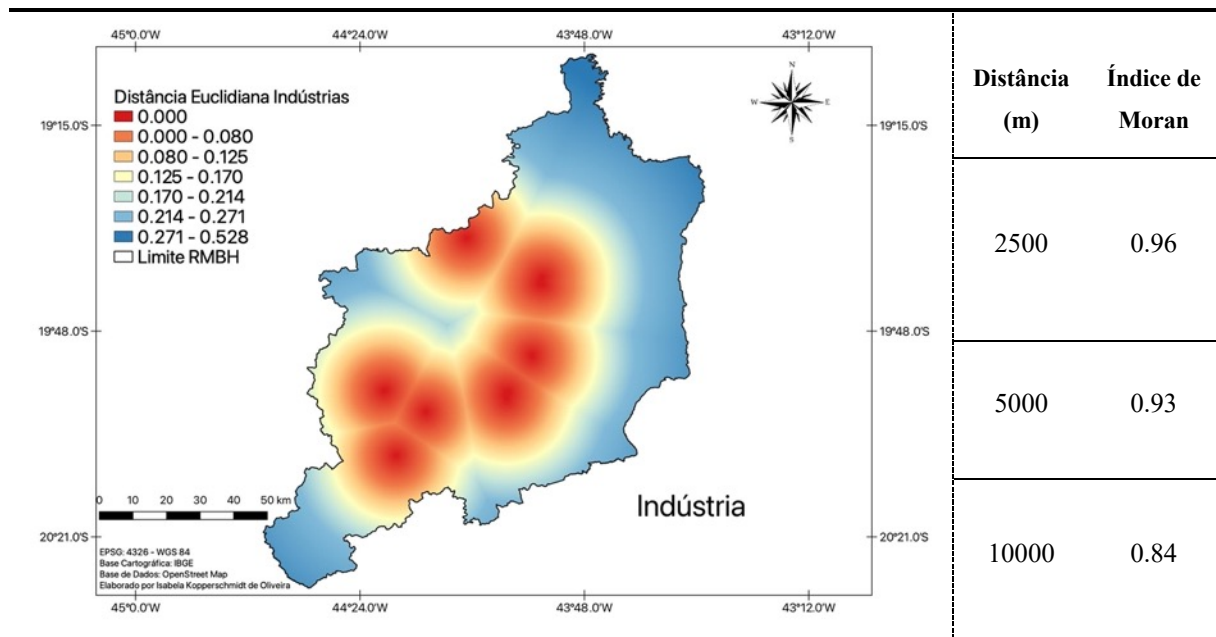 45°0.0'W 44°24.0'W 43°48.0'W 43°12.0'W
N
W E
S
Distância Euclidiana Indústrias
0.000
0.000 - 0.080
0.080 - 0.125
0.125 - 0.170
0.170 - 0.214
0.214 - 0.271
0.271 - 0.528
Limite RMBH
19°15.0'S 19°15.0'S
19°48.0'S 19°48.0'S
0 10 20 30 40 50 km
Indústria
20°21.0'S 20°21.0'S
EPSG: 4326 - WGS 84
Base Cartográfica: IBGE
Base de Dados: OpenStreet Map
Elaborado por Isabela Kopperschmidt de Oliveira
45°0.0'W 44°24.0'W 43°48.0'W 43°12.0'W
Distância Índice de
(m) Moran
2500 0.96
5000 0.93
10000 0.84